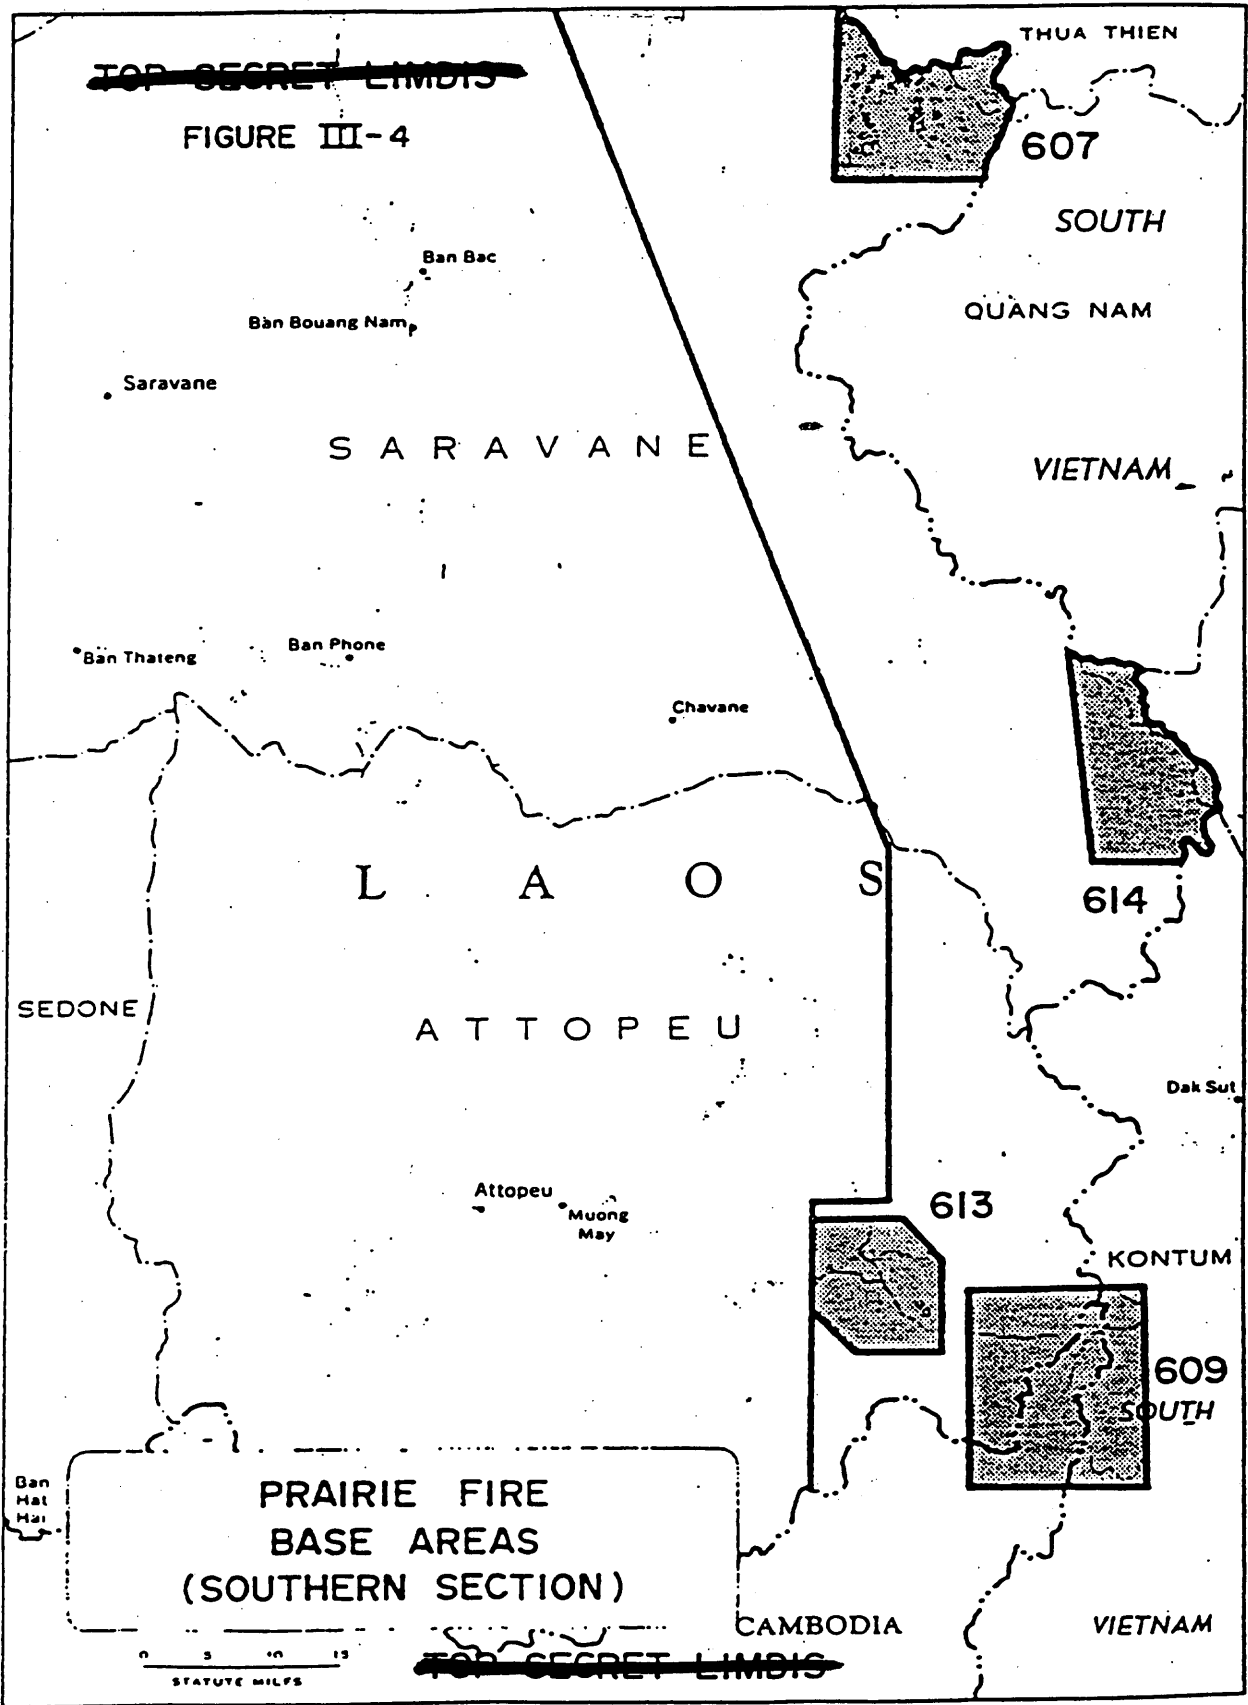 TOP SECRET LIMDIS
FIGURE III-4
THUA THIEN
607
SOUTH
Ban Bac
QUANG NAM
Bàn Bouang Nam
Saravane
SARAVANE
VIETNAM
Ban Phone
Ban Thateng
Chavane
LAOS
614
SEDONE
ATTOPEU
Dak Sut
Attopeu
Muong
May
613
KONTUM
609
SOUTH
Ban
Hat
Hai
PRAIRIE FIRE
BASE AREAS
(SOUTHERN SECTION)
CAMBODIA
VIETNAM
0 5 10 15
STATUTE MILES
TOP SECRET LIMDIS